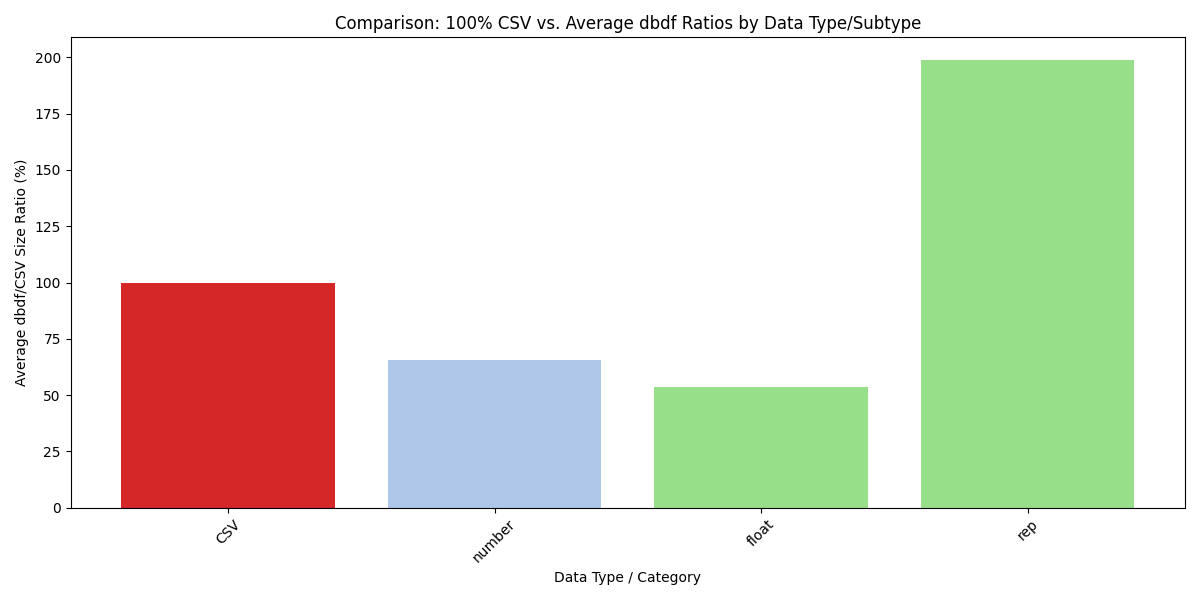 Comparison: 100% CSV vs. Average dbdf Ratios by Data Type/Subtype
Average dbdf/CSV Size Ratio (%)
200
175
150
125
100
75
50
25
0
CSV
number
float
rep
Data Type / Category